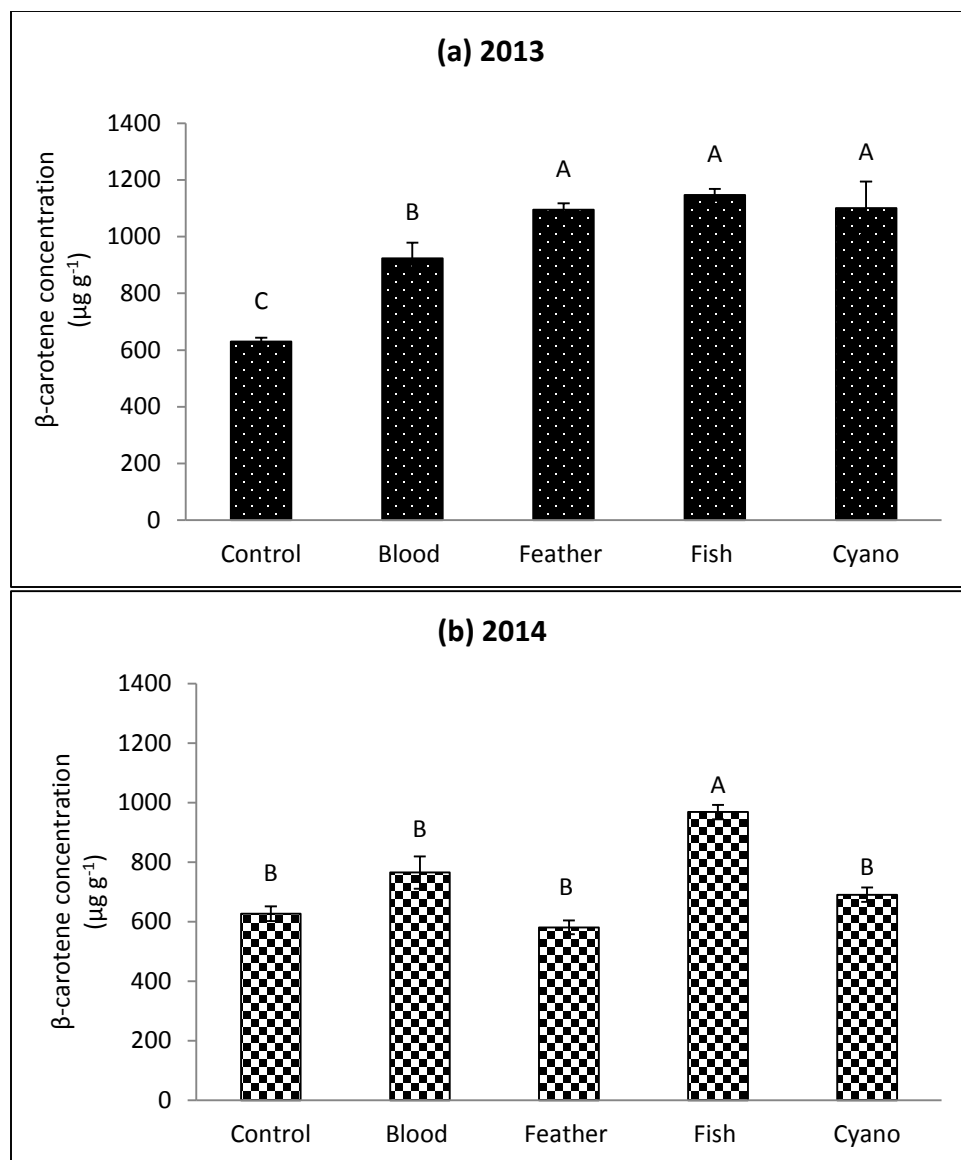 (a) 2013
β-carotene concentration
(µg g⁻¹)
1400
1200
1000
800
600
400
200
0
C
B
A
A
A
Control Blood Feather Fish Cyano
(b) 2014
β-carotene concentration
(µg g⁻¹)
1400
1200
1000
800
600
400
200
0
B
B
B
A
B
Control Blood Feather Fish Cyano